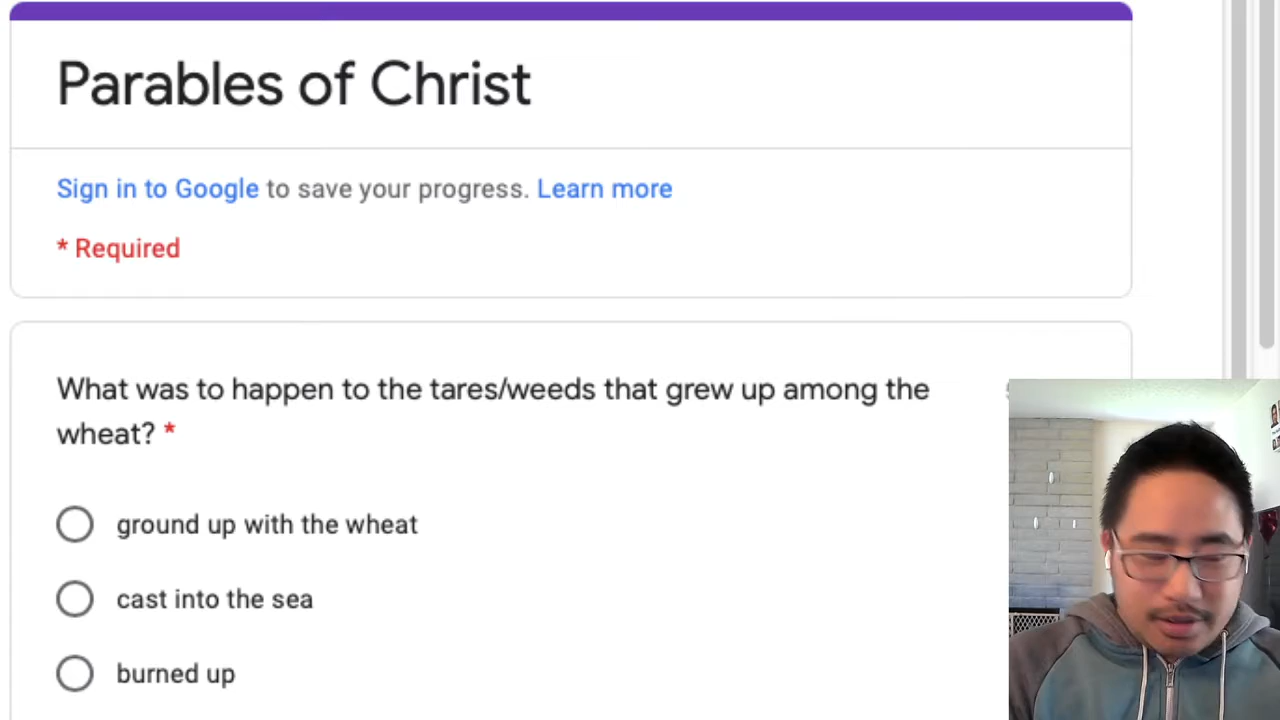 Parables of Christ
Sign in to Google to save your progress. Learn more
* Required
What was to happen to the tares/weeds that grew up among the
wheat? *
ground up with the wheat
cast into the sea
burned up